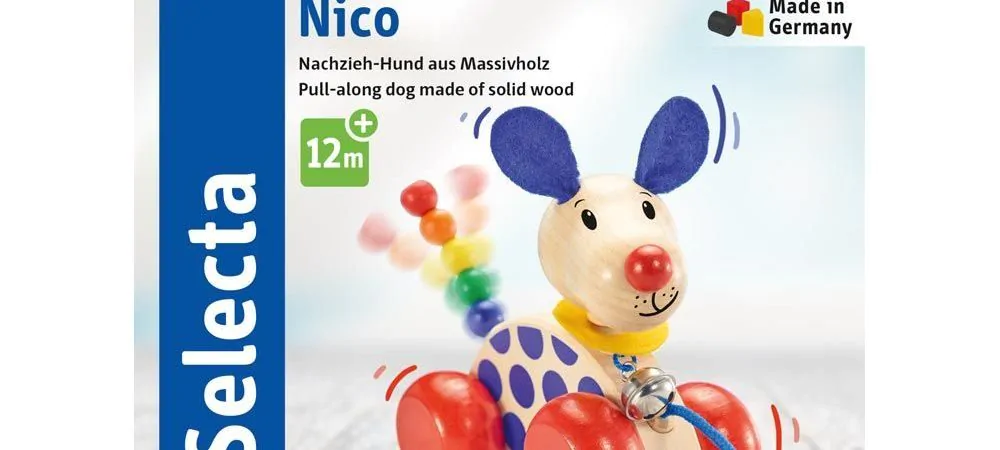 Nico
Made in
Germany
Nachzieh-Hund aus Massivholz
Pull-along dog made of solid wood
12m+
Selecta